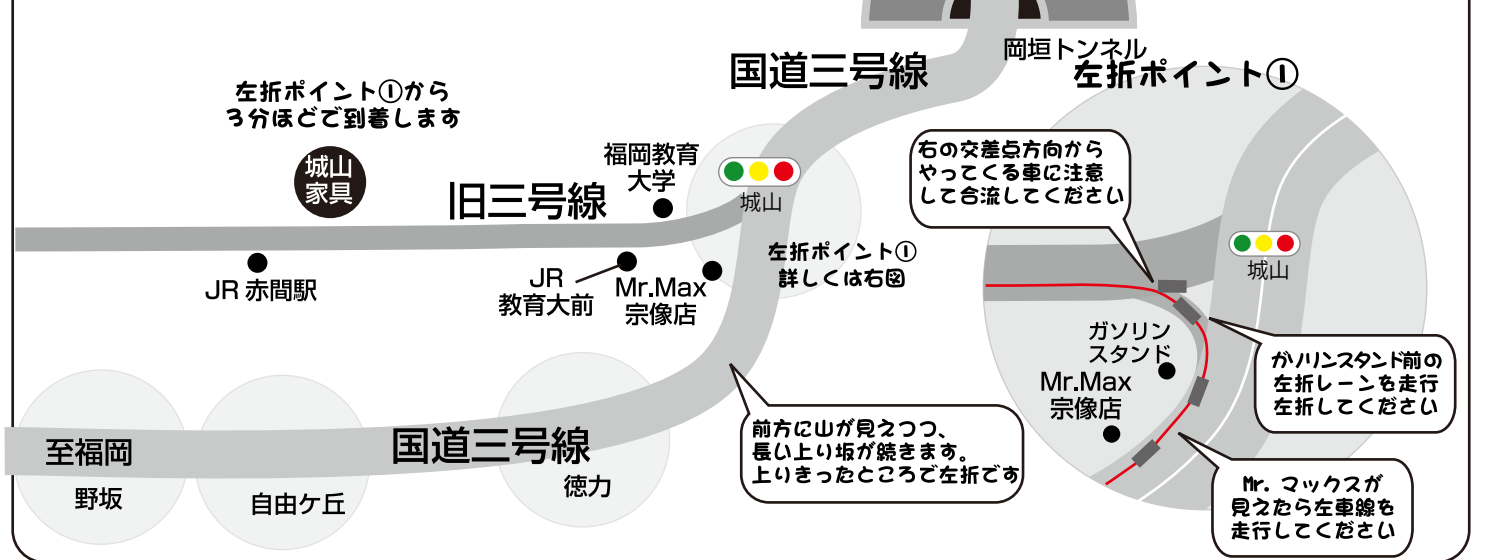 岡垣トンネル
国道三号線
左折ポイント①
左折ポイント①から
3分ほどで到着します
城山
家具
旧三号線
福岡教育
大学
城山
右の交差点方向から
やってくる車に注意
して合流してください
城山
左折ポイント①
詳しくは右図
JR 赤間駅
JR
教育大前
Mr.Max
宗像店
ガソリン
スタンド
Mr.Max
宗像店
ガソリンスタンド前の
左折レーンを走行
左折してください
前方に山が見えつつ、
長い上り坂が続きます。
上りきったところで左折です
国道三号線
至福岡
野坂
自由ケ丘
徳力
Mr. マックスが
見えたら左車線を
走行してください